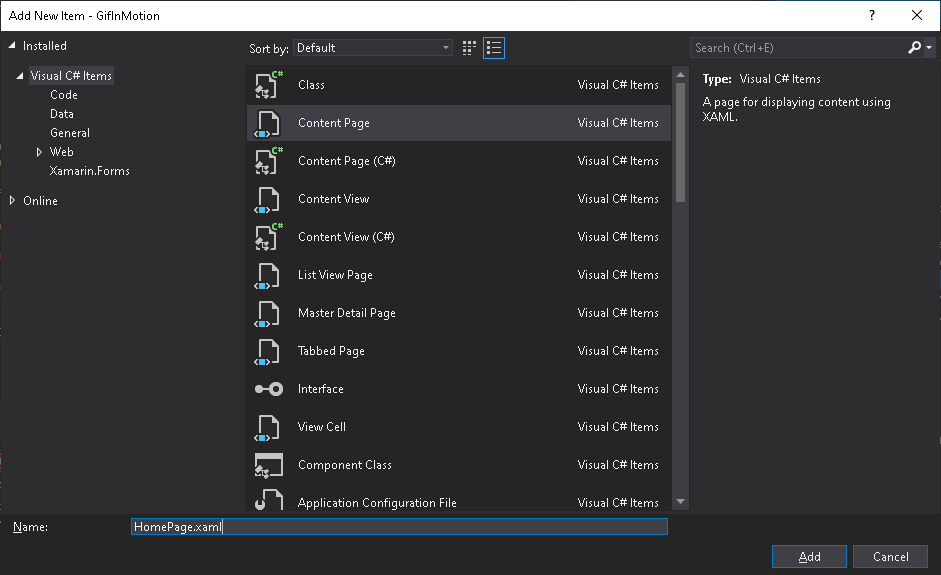 Add New Item - GifInMotion
?
Installed
Visual C# Items
Code
Data
General
Web
Xamarin.Forms
Online
Sort by: Default
C# Class Visual C# Items
Content Page Visual C# Items
C# Content Page (C#) Visual C# Items
Content View Visual C# Items
C# Content View (C#) Visual C# Items
List View Page Visual C# Items
Master Detail Page Visual C# Items
Tabbed Page Visual C# Items
Interface Visual C# Items
View Cell Visual C# Items
Component Class Visual C# Items
Application Configuration File Visual C# Items
Search (Ctrl+E)
Type: Visual C# Items
A page for displaying content using
XAML.
Name: HomePage.xaml
Add Cancel